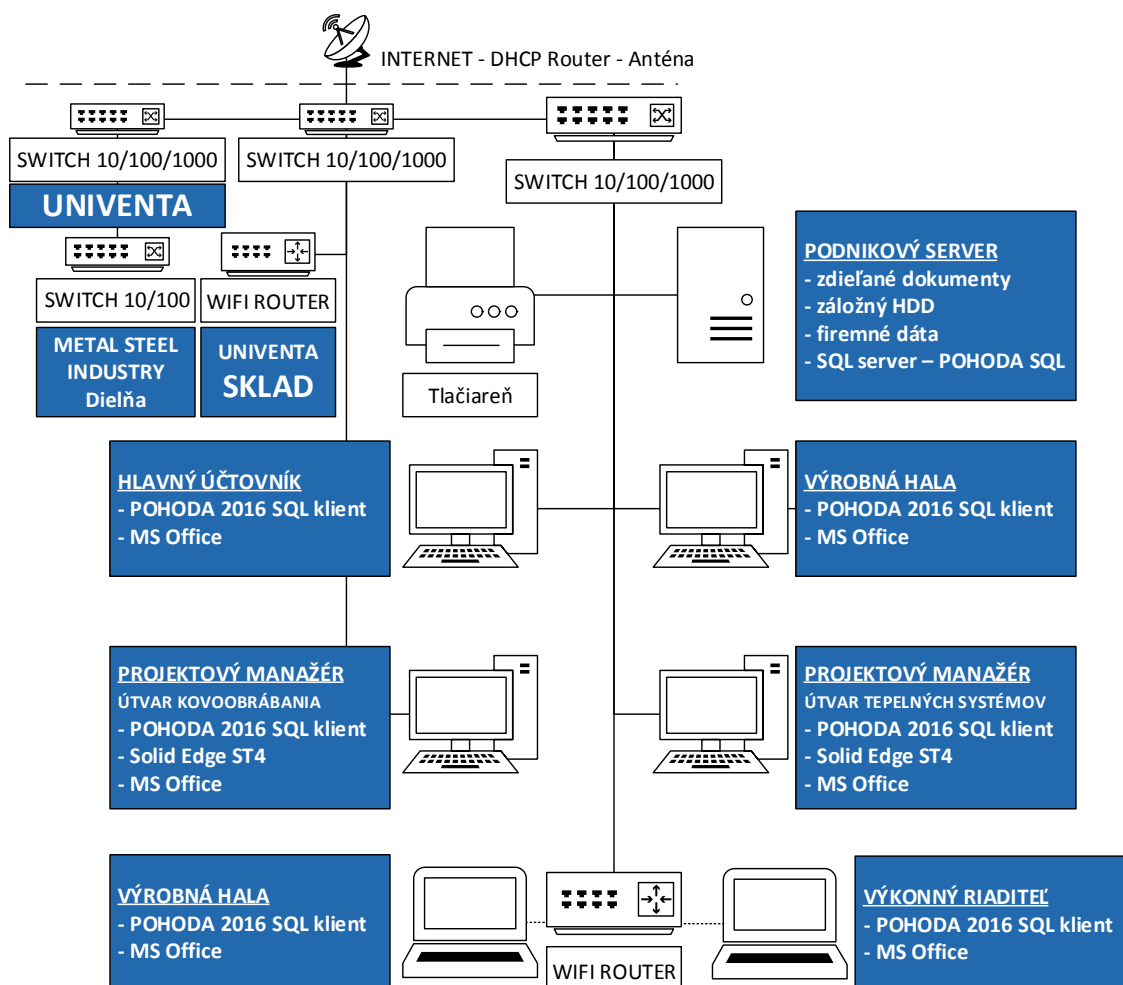 INTERNET - DHCP Router - Anténa
SWITCH 10/100/1000
SWITCH 10/100/1000
SWITCH 10/100/1000
UNIVENTA
SWITCH 10/100
WIFI ROUTER
METAL STEEL
INDUSTRY
Dielňa
UNIVENTA
SKLAD
Tlačiareň
PODNIKOVÝ SERVER
- zdieľané dokumenty
- záložný HDD
- firemné dáta
- SQL server – POHODA SQL
HLAVNÝ ÚČTOVNÍK
- POHODA 2016 SQL klient
- MS Office
VÝROBNÁ HALA
- POHODA 2016 SQL klient
- MS Office
PROJEKTOVÝ MANAŽÉR
ÚTVAR KOVOOBRÁBANIA
- POHODA 2016 SQL klient
- Solid Edge ST4
- MS Office
PROJEKTOVÝ MANAŽÉR
ÚTVAR TEPELNÝCH SYSTÉMOV
- POHODA 2016 SQL klient
- Solid Edge ST4
- MS Office
VÝROBNÁ HALA
- POHODA 2016 SQL klient
- MS Office
WIFI ROUTER
VÝKONNÝ RIADITEĽ
- POHODA 2016 SQL klient
- MS Office